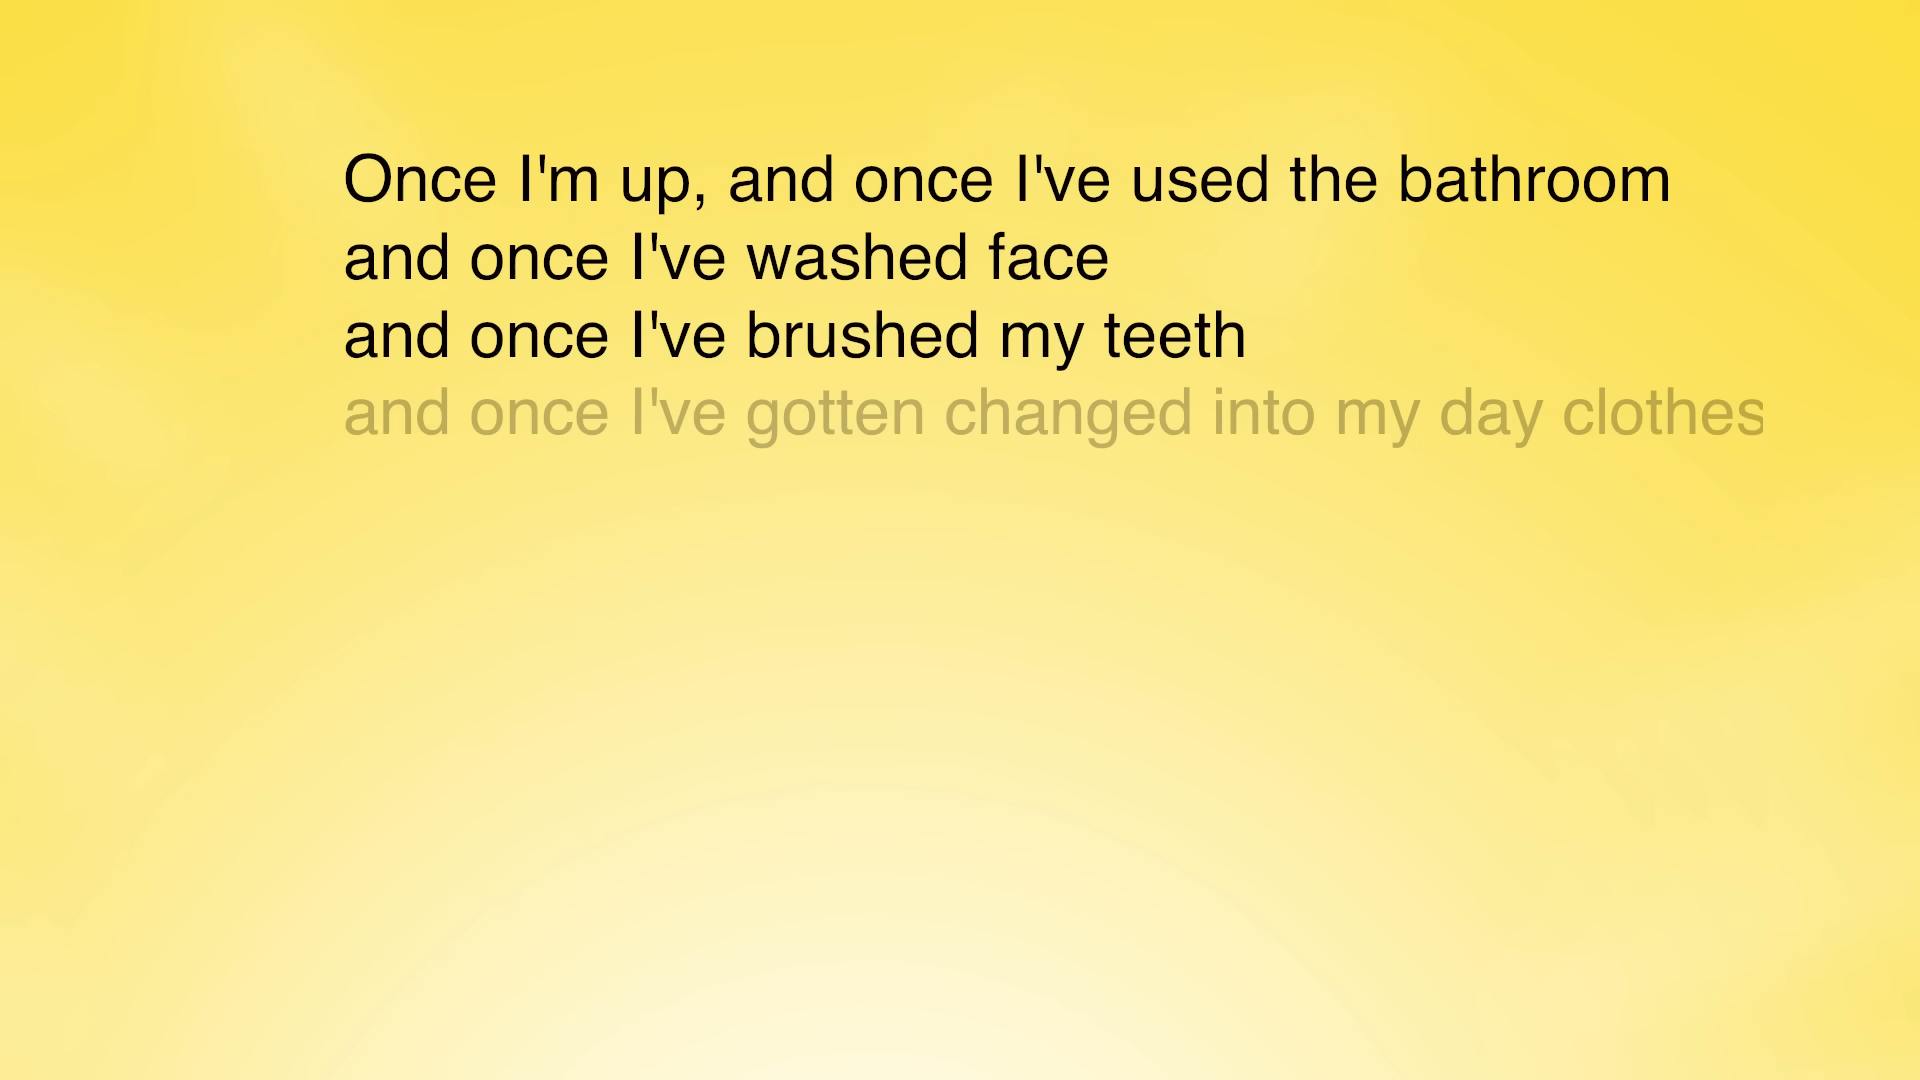 Once I'm up, and once I've used the bathroom
and once I've washed face
and once I've brushed my teeth
and once I've gotten changed into my day clothes